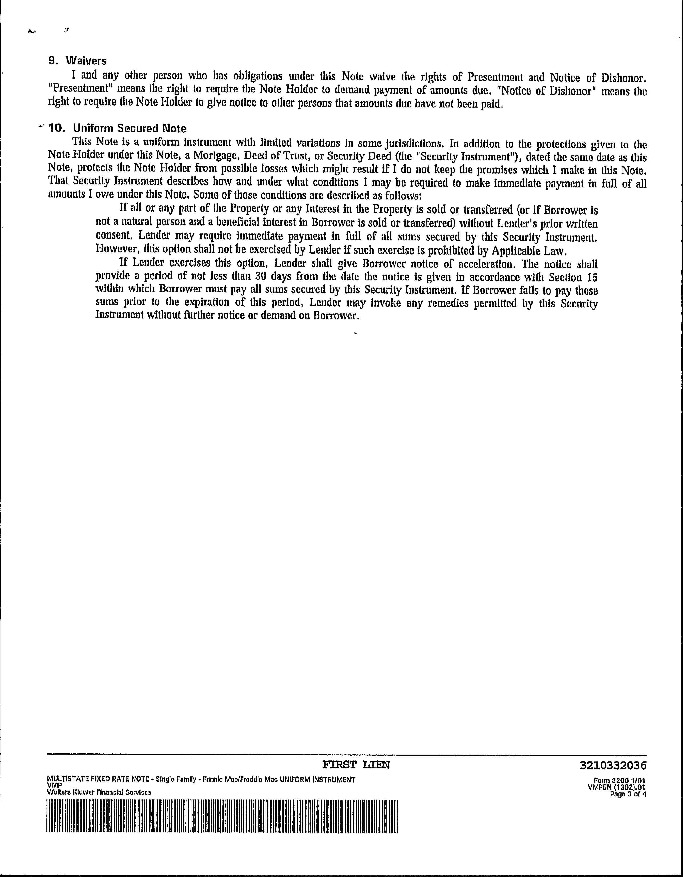 9. Waivers
I and any other person who has obligations under this Note waive the rights of Presentment and Notice of Dishonor.
"Presentment" means the right to require the Note Holder to demand payment of amounts due. "Notice of Dishonor" means the
right to require the Note Holder to give notice to other persons that amounts due have not been paid.
10. Uniform Secured Note
This Note is a uniform instrument with limited variations in some jurisdictions. In addition to the protections given to the
Note Holder under this Note, a Mortgage, Deed of Trust, or Security Deed (the "Security Instrument"), dated the same date as this
Note, protects the Note Holder from possible losses which might result if I do not keep the promises which I make in this Note.
That Security Instrument describes how and under what conditions I may be required to make immediate payment in full of all
amounts I owe under this Note. Some of those conditions are described as follows:
If all or any part of the Property or any Interest in the Property is sold or transferred (or if Borrower is
not a natural person and a beneficial interest in Borrower is sold or transferred) without Lender's prior written
consent, Lender may require immediate payment in full of all sums secured by this Security Instrument.
However, this option shall not be exercised by Lender if such exercise is prohibited by Applicable Law.
If Lender exercises this option, Lender shall give Borrower notice of acceleration. The notice shall
provide a period of not less than 30 days from the date the notice is given in accordance with Section 15
within which Borrower must pay all sums secured by this Security Instrument. If Borrower fails to pay these
sums prior to the expiration of this period, Lender may invoke any remedies permitted by this Security
Instrument without further notice or demand on Borrower.
FIRST LIEN
3210332036
MULTISTATE FIXED RATE NOTE - Single Family - Fannie Mae/Freddie Mac UNIFORM INSTRUMENT
Form 3200 1/01
VMP
VMP5N (1302).01
Wolters Kluwer Financial Services
Page 3 of 4